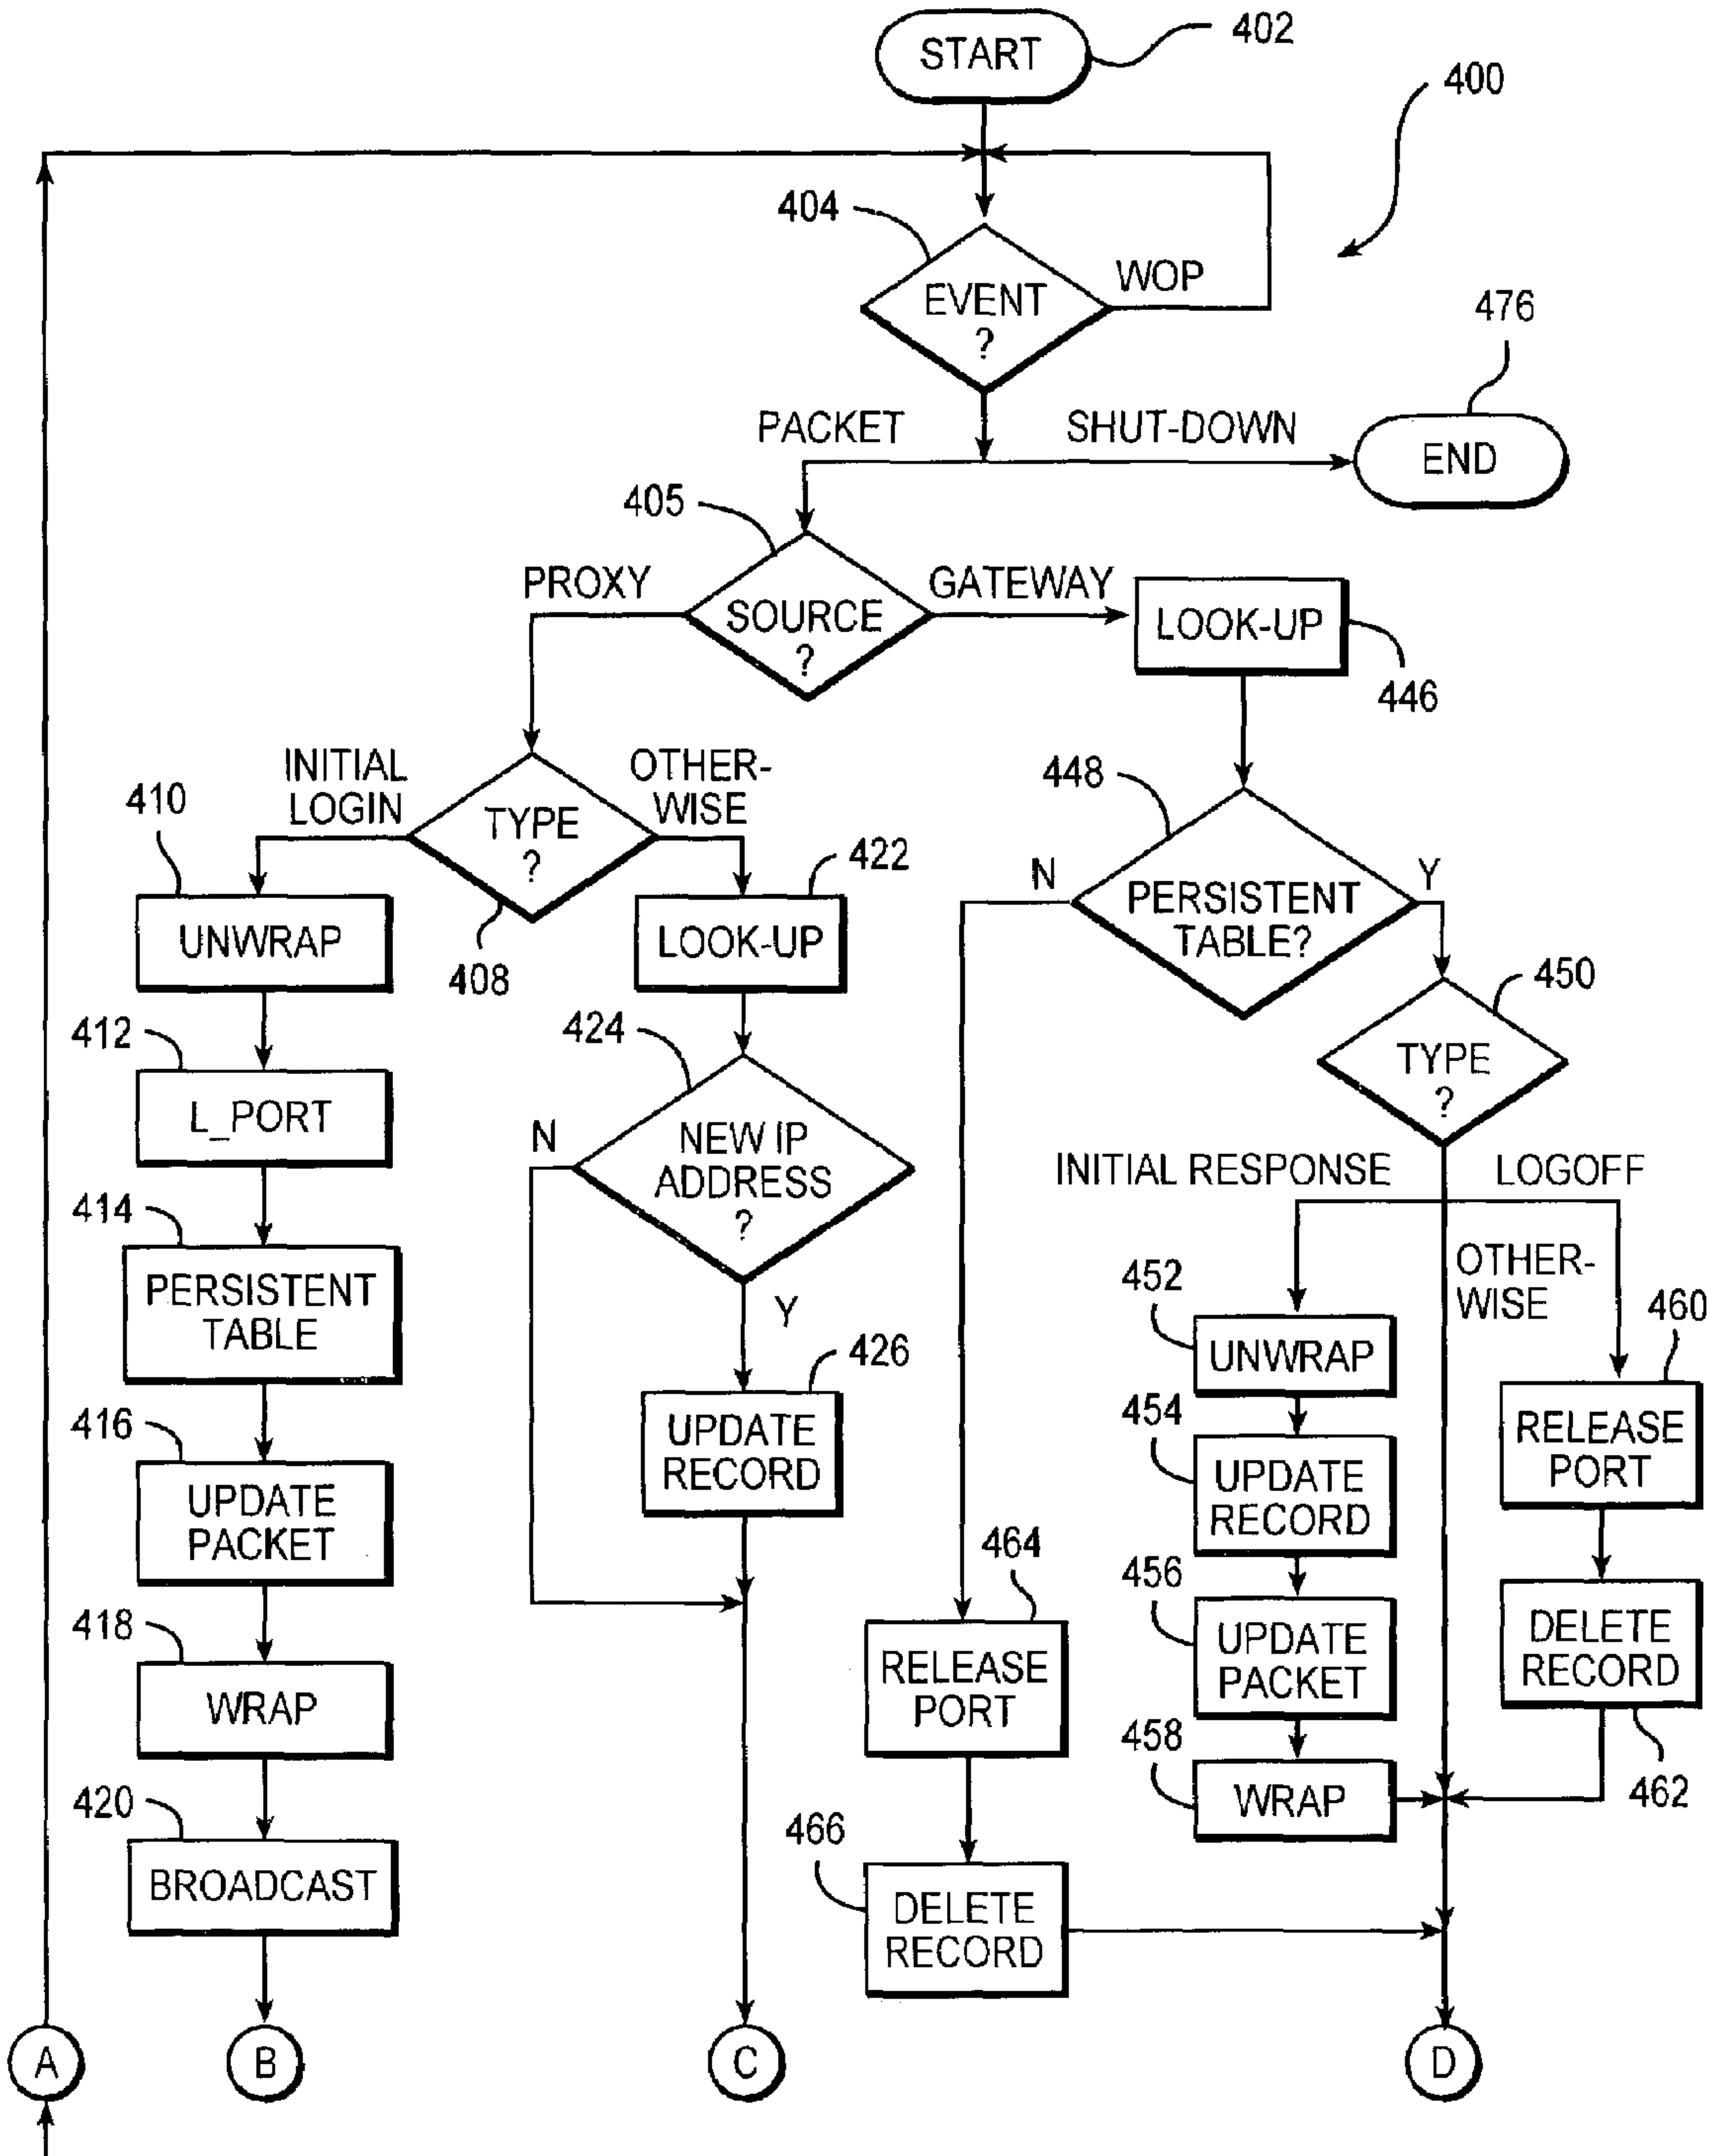 START
402
400
404
EVENT
?
WOP
476
PACKET
SHUT-DOWN
END
405
PROXY
SOURCE
?
GATEWAY
LOOK-UP
446
INITIAL
LOGIN
TYPE
?
OTHER-
WISE
408
410
UNWRAP
422
LOOK-UP
448
N
PERSISTENT
TABLE?
Y
450
TYPE
?
412
L_PORT
424
N
NEW IP
ADDRESS
?
Y
INITIAL RESPONSE
LOGOFF
OTHER-
WISE
414
PERSISTENT
TABLE
426
UPDATE
RECORD
452
UNWRAP
460
RELEASE
PORT
416
UPDATE
PACKET
454
UPDATE
RECORD
464
RELEASE
PORT
456
UPDATE
PACKET
DELETE
RECORD
462
418
WRAP
458
WRAP
420
BROADCAST
466
DELETE
RECORD
A
B
C
D